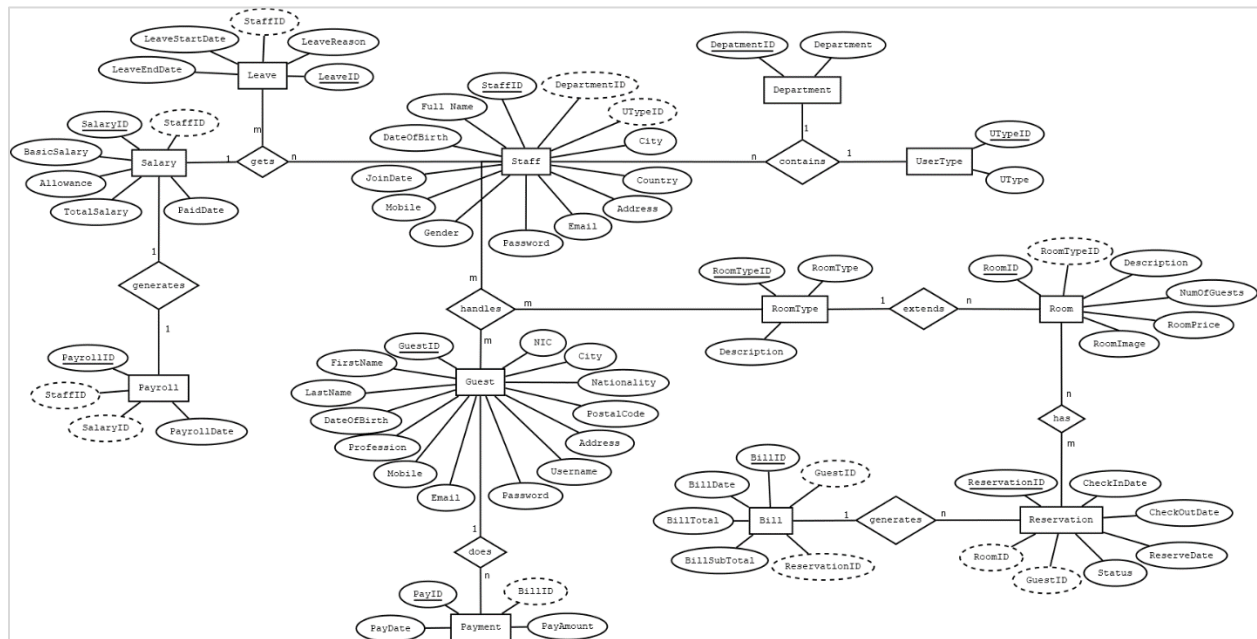 StaffID
LeaveStartDate
LeaveReason
LeaveEndDate
Leave
LeaveID
m
SalaryID
StaffID
BasicSalary
Salary
1
gets
n
Allowance
TotalSalary
PaidDate
1
generates
1
PayrollID
Payroll
StaffID
SalaryID
PayrollDate
StaffID
DepartmentID
Full Name
UTypeID
DateOfBirth
City
Staff
JoinDate
Country
Mobile
Address
Gender
Email
Password
DepatmentID
Department
Department
1
n
contains
1
UserType
UTypeID
UType
m
handles
m
m
RoomTypeID
RoomType
RoomType
Description
1
extends
n
RoomID
RoomTypeID
Description
NumOfGuests
Room
RoomPrice
RoomImage
n
has
m
GuestID
NIC
City
FirstName
Nationality
Guest
LastName
PostalCode
DateOfBirth
Address
Profession
Username
Mobile
Email
Password
1
does
n
PayID
BillID
PayDate
Payment
PayAmount
BillID
GuestID
BillDate
BillTotal
Bill
BillSubTotal
ReservationID
1
generates
n
ReservationID
CheckInDate
CheckOutDate
Reservation
ReserveDate
RoomID
GuestID
Status